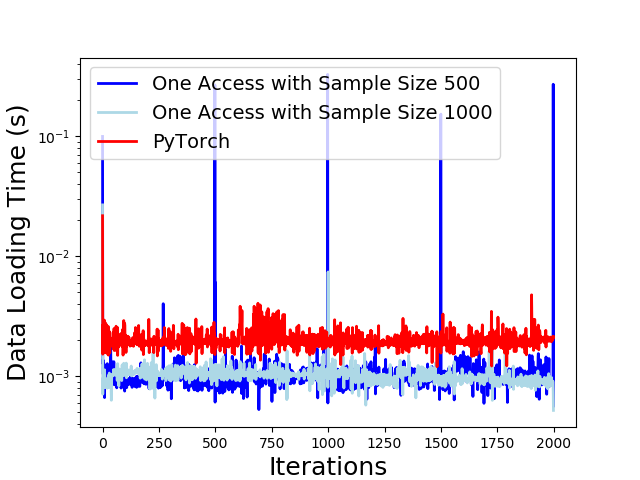 One Access with Sample Size 500
One Access with Sample Size 1000
PyTorch
Data Loading Time (s)
10⁻¹
10⁻²
10⁻³
0 250 500 750 1000 1250 1500 1750 2000
Iterations